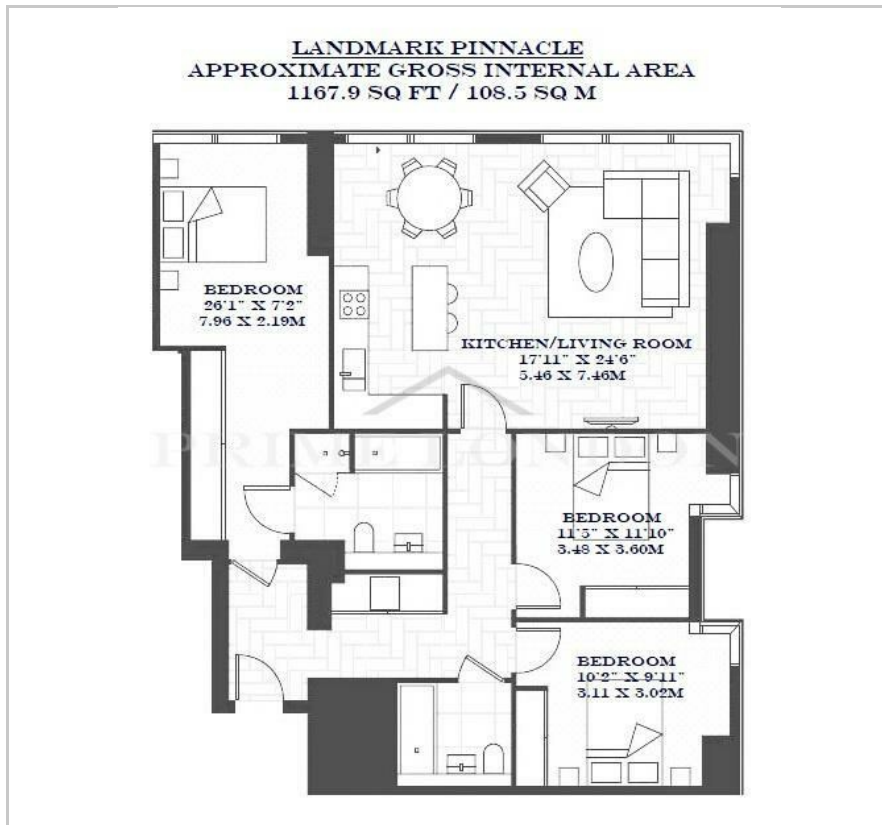 LANDMARK PINNACLE
APPROXIMATE GROSS INTERNAL AREA
1167.9 SQ FT / 108.5 SQ M
BEDROOM
26'1" X 7'2"
7.96 X 2.19M
KITCHEN/LIVING ROOM
17'11" X 24'6"
5.46 X 7.46M
PRIME LONDON
BEDROOM
11'5" X 11'10"
3.48 X 3.60M
BEDROOM
10'2" X 9'11"
3.11 X 3.02M